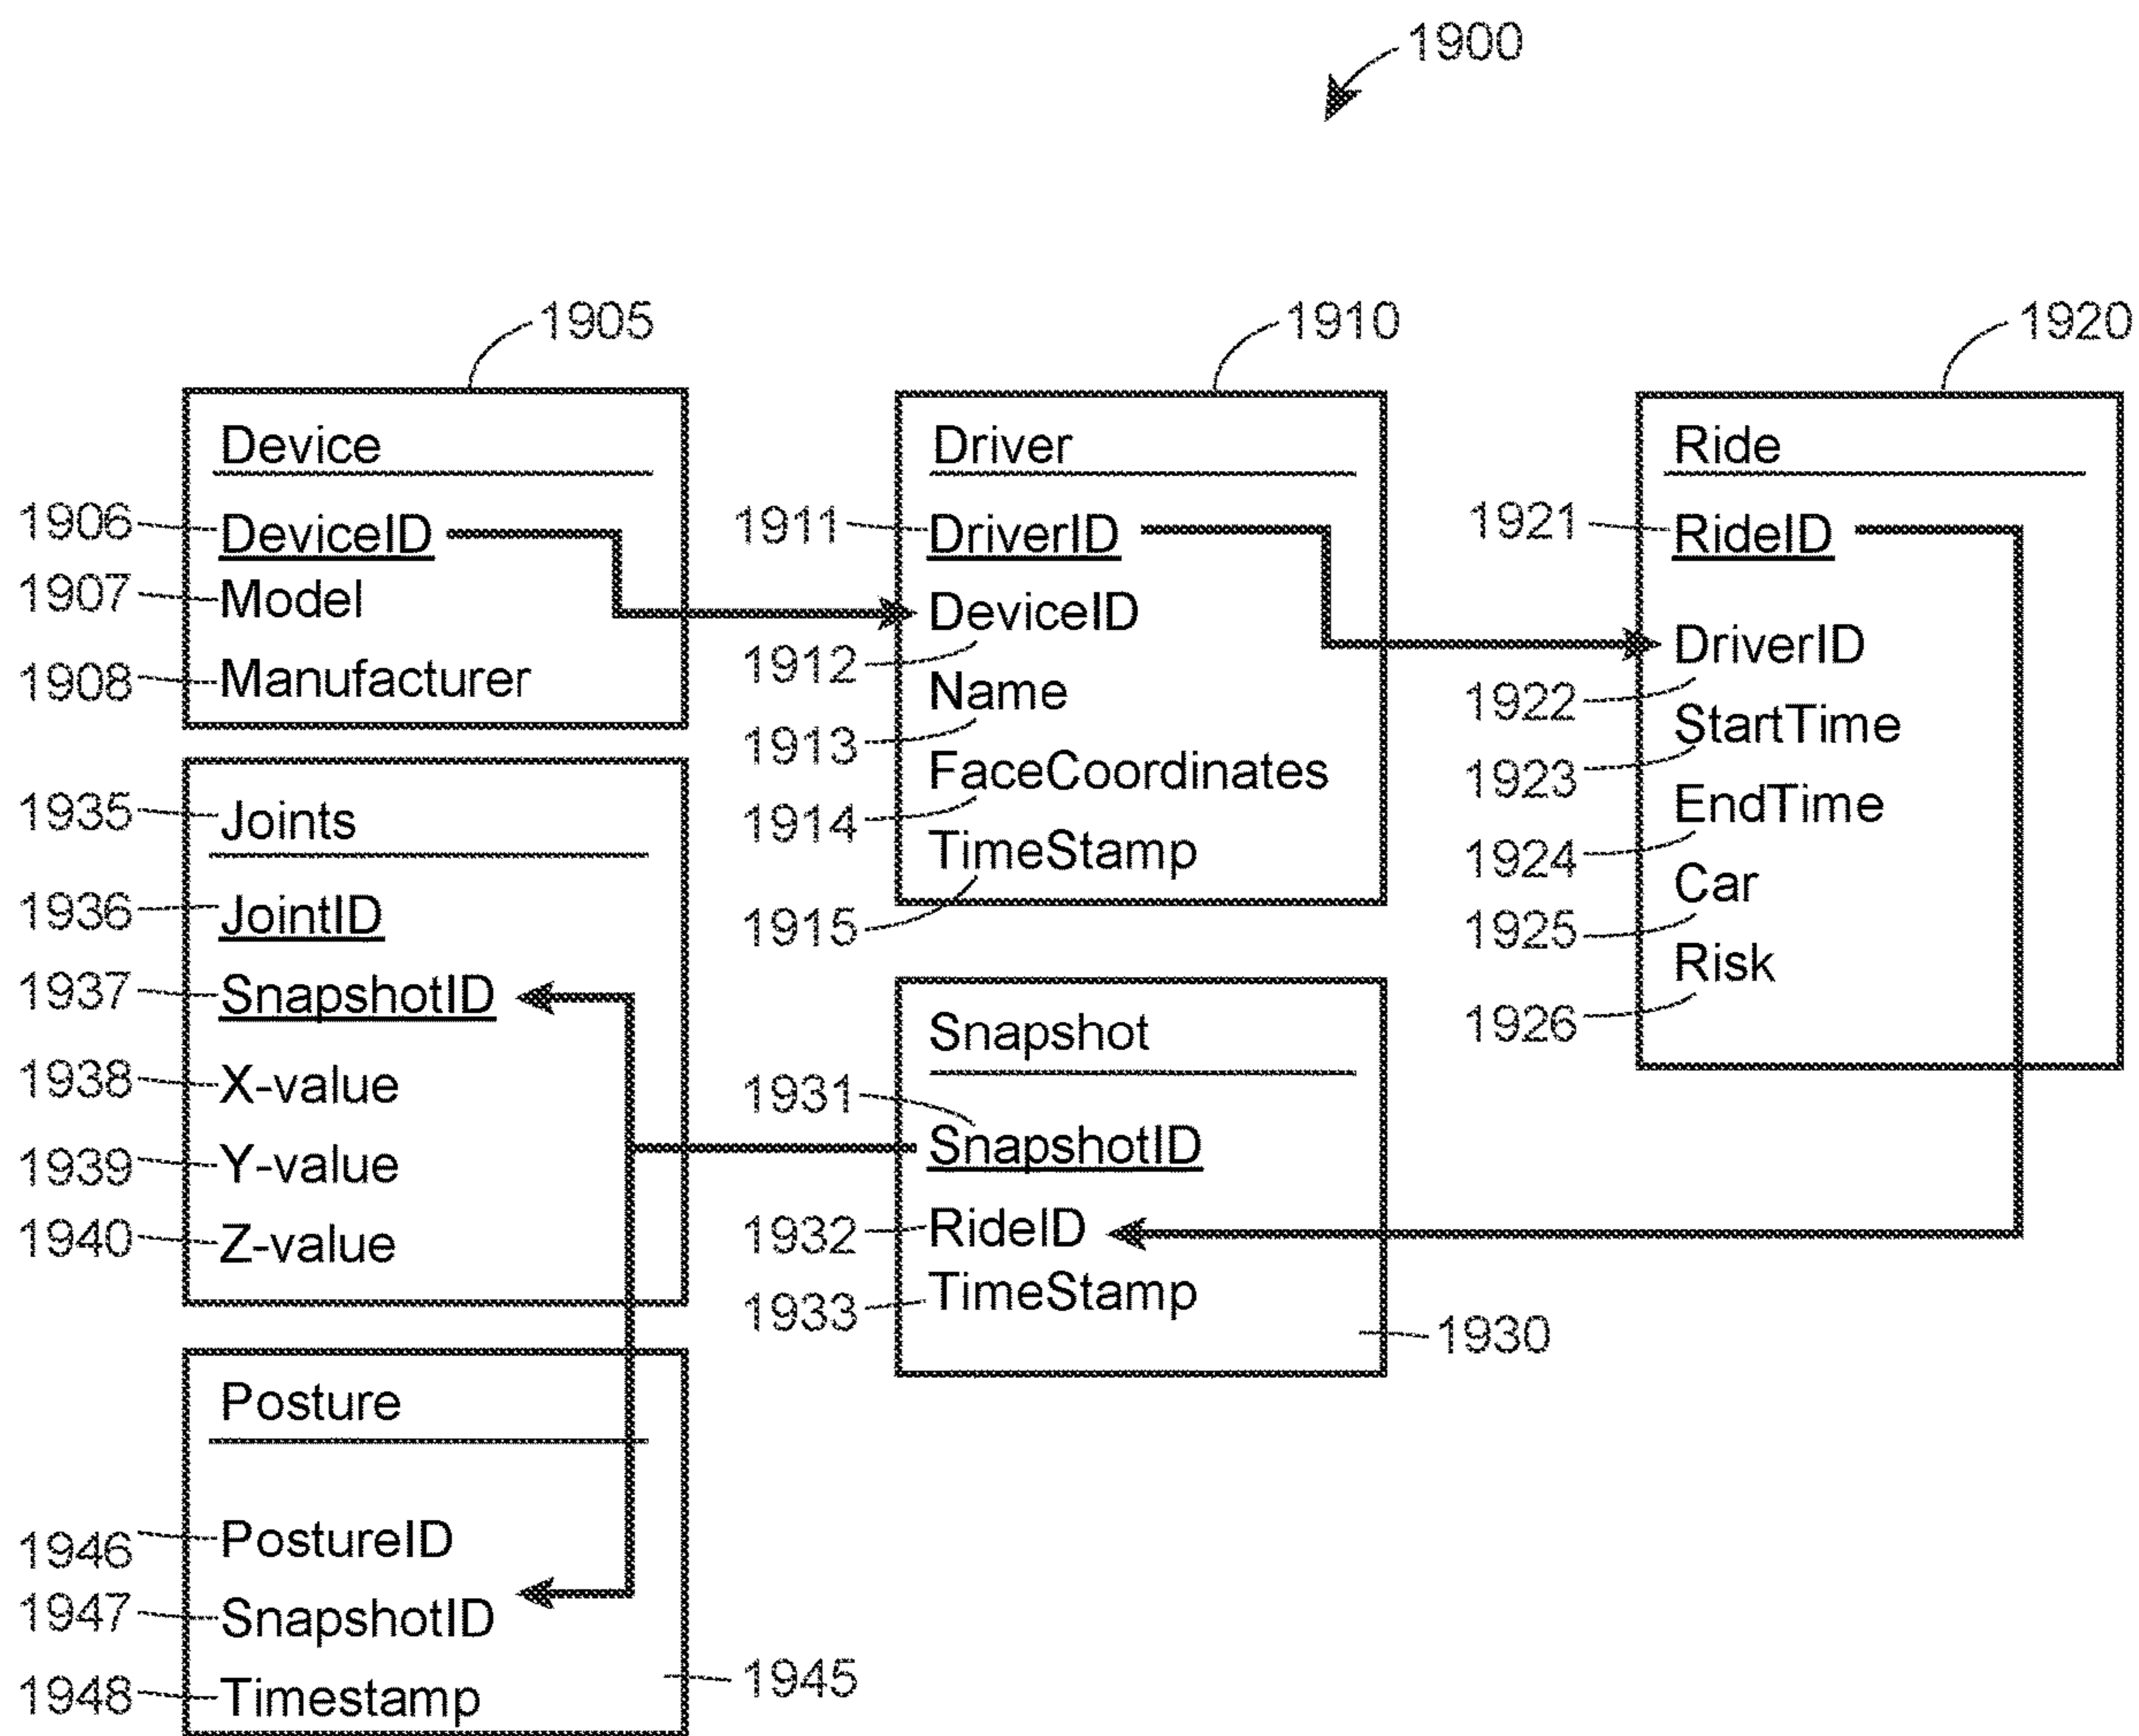 1900
1905
Device
1906 DeviceID
1907 Model
1908 Manufacturer
1910
Driver
1911 DriverID
DeviceID
1912
Name
1913
FaceCoordinates
1914
TimeStamp
1915
1920
Ride
1921 RideID
DriverID
1922
StartTime
1923
EndTime
1924
Car
1925
Risk
1926
1935 Joints
1936 JointID
1937 SnapshotID
1938 X-value
1939 Y-value
1940 Z-value
Snapshot
1931
SnapshotID
1932 RideID
1933 TimeStamp
1930
Posture
1946 PostureID
1947 SnapshotID
1948 Timestamp
1945